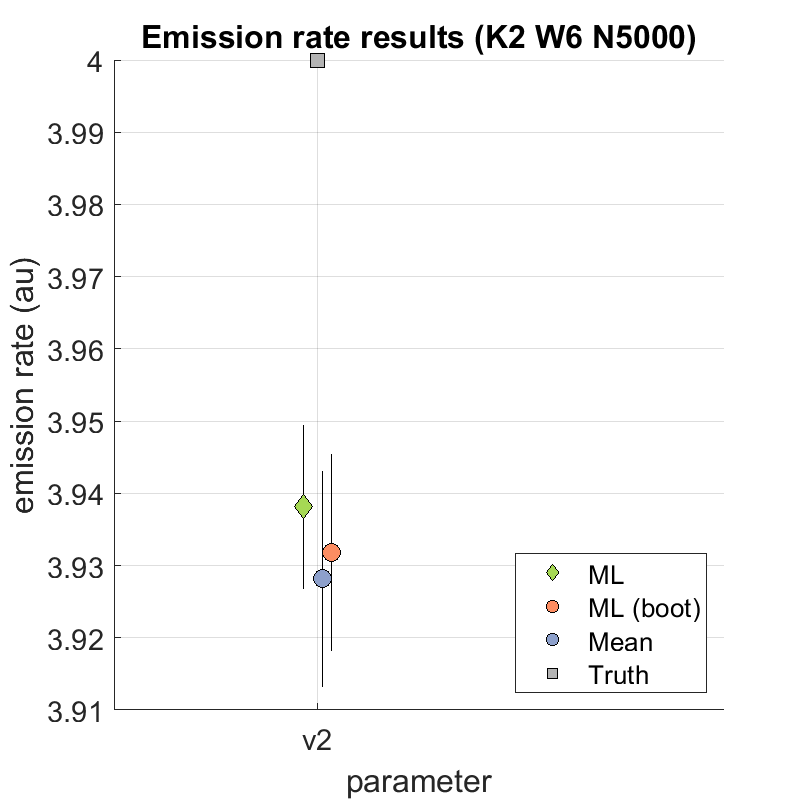 Emission rate results (K2 W6 N5000)
4
3.99
3.98
3.97
3.96
3.95
3.94
3.93
3.92
3.91
emission rate (au)
ML
ML (boot)
Mean
Truth
v2
parameter